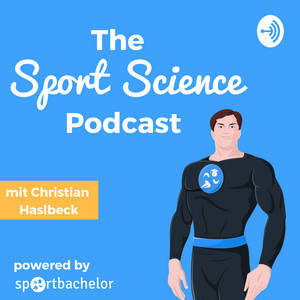 The
Sport Science
Podcast
mit Christian
Haslbeck
powered by
sportbachelor